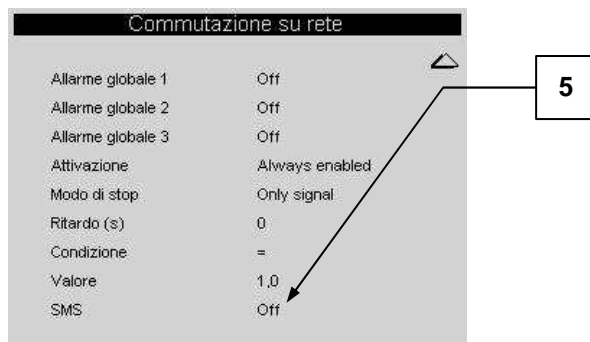 Commutazione su rete
Allarme globale 1 Off
Allarme globale 2 Off
Allarme globale 3 Off
Attivazione Always enabled
Modo di stop Only signal
Ritardo (s) 0
Condizione =
Valore 1,0
SMS Off
5